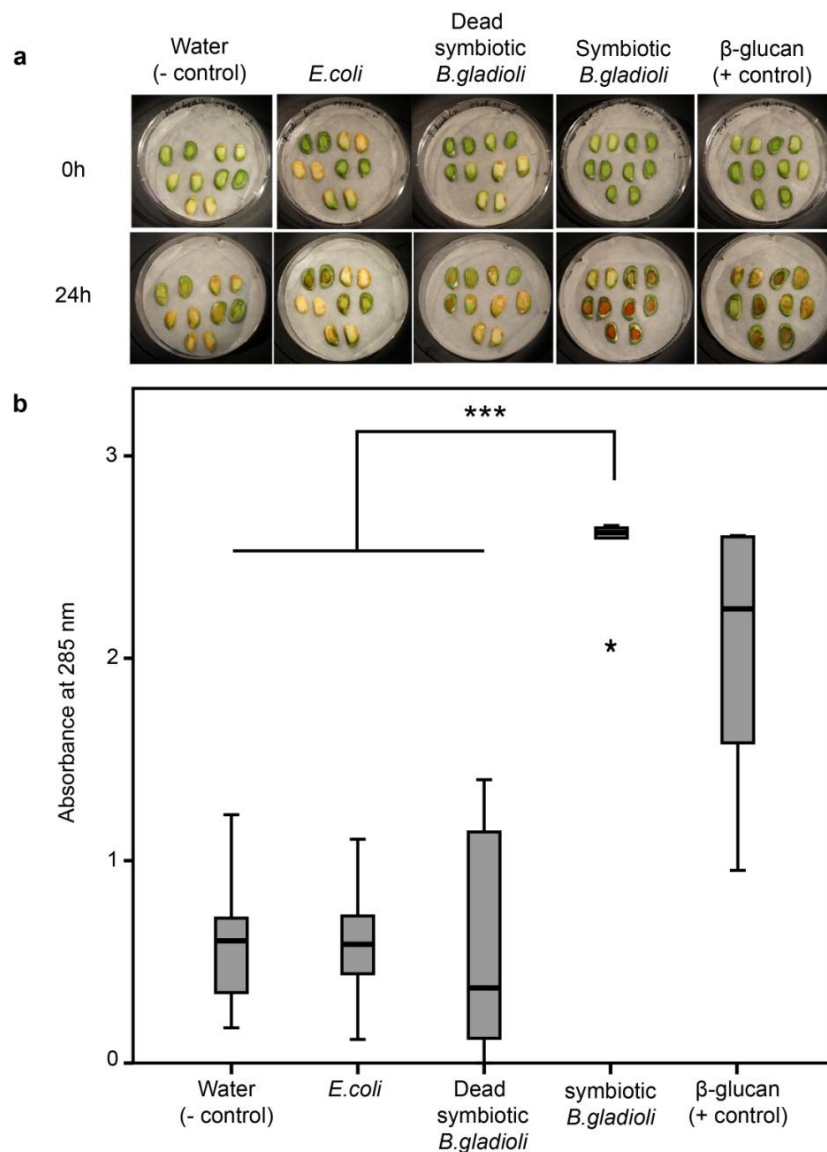 a
Water
(- control)
E.coli
Dead
symbiotic
B.gladioli
Symbiotic
B.gladioli
β-glucan
(+ control)
0h
24h
b
***
3
*
2
1
0
Absorbance at 285 nm
Water
(- control)
E.coli
Dead
symbiotic
B.gladioli
symbiotic
B.gladioli
β-glucan
(+ control)